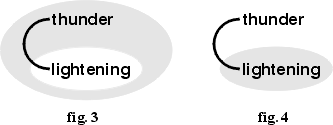 thunder thunder
lightening lightening
fig. 3 fig. 4